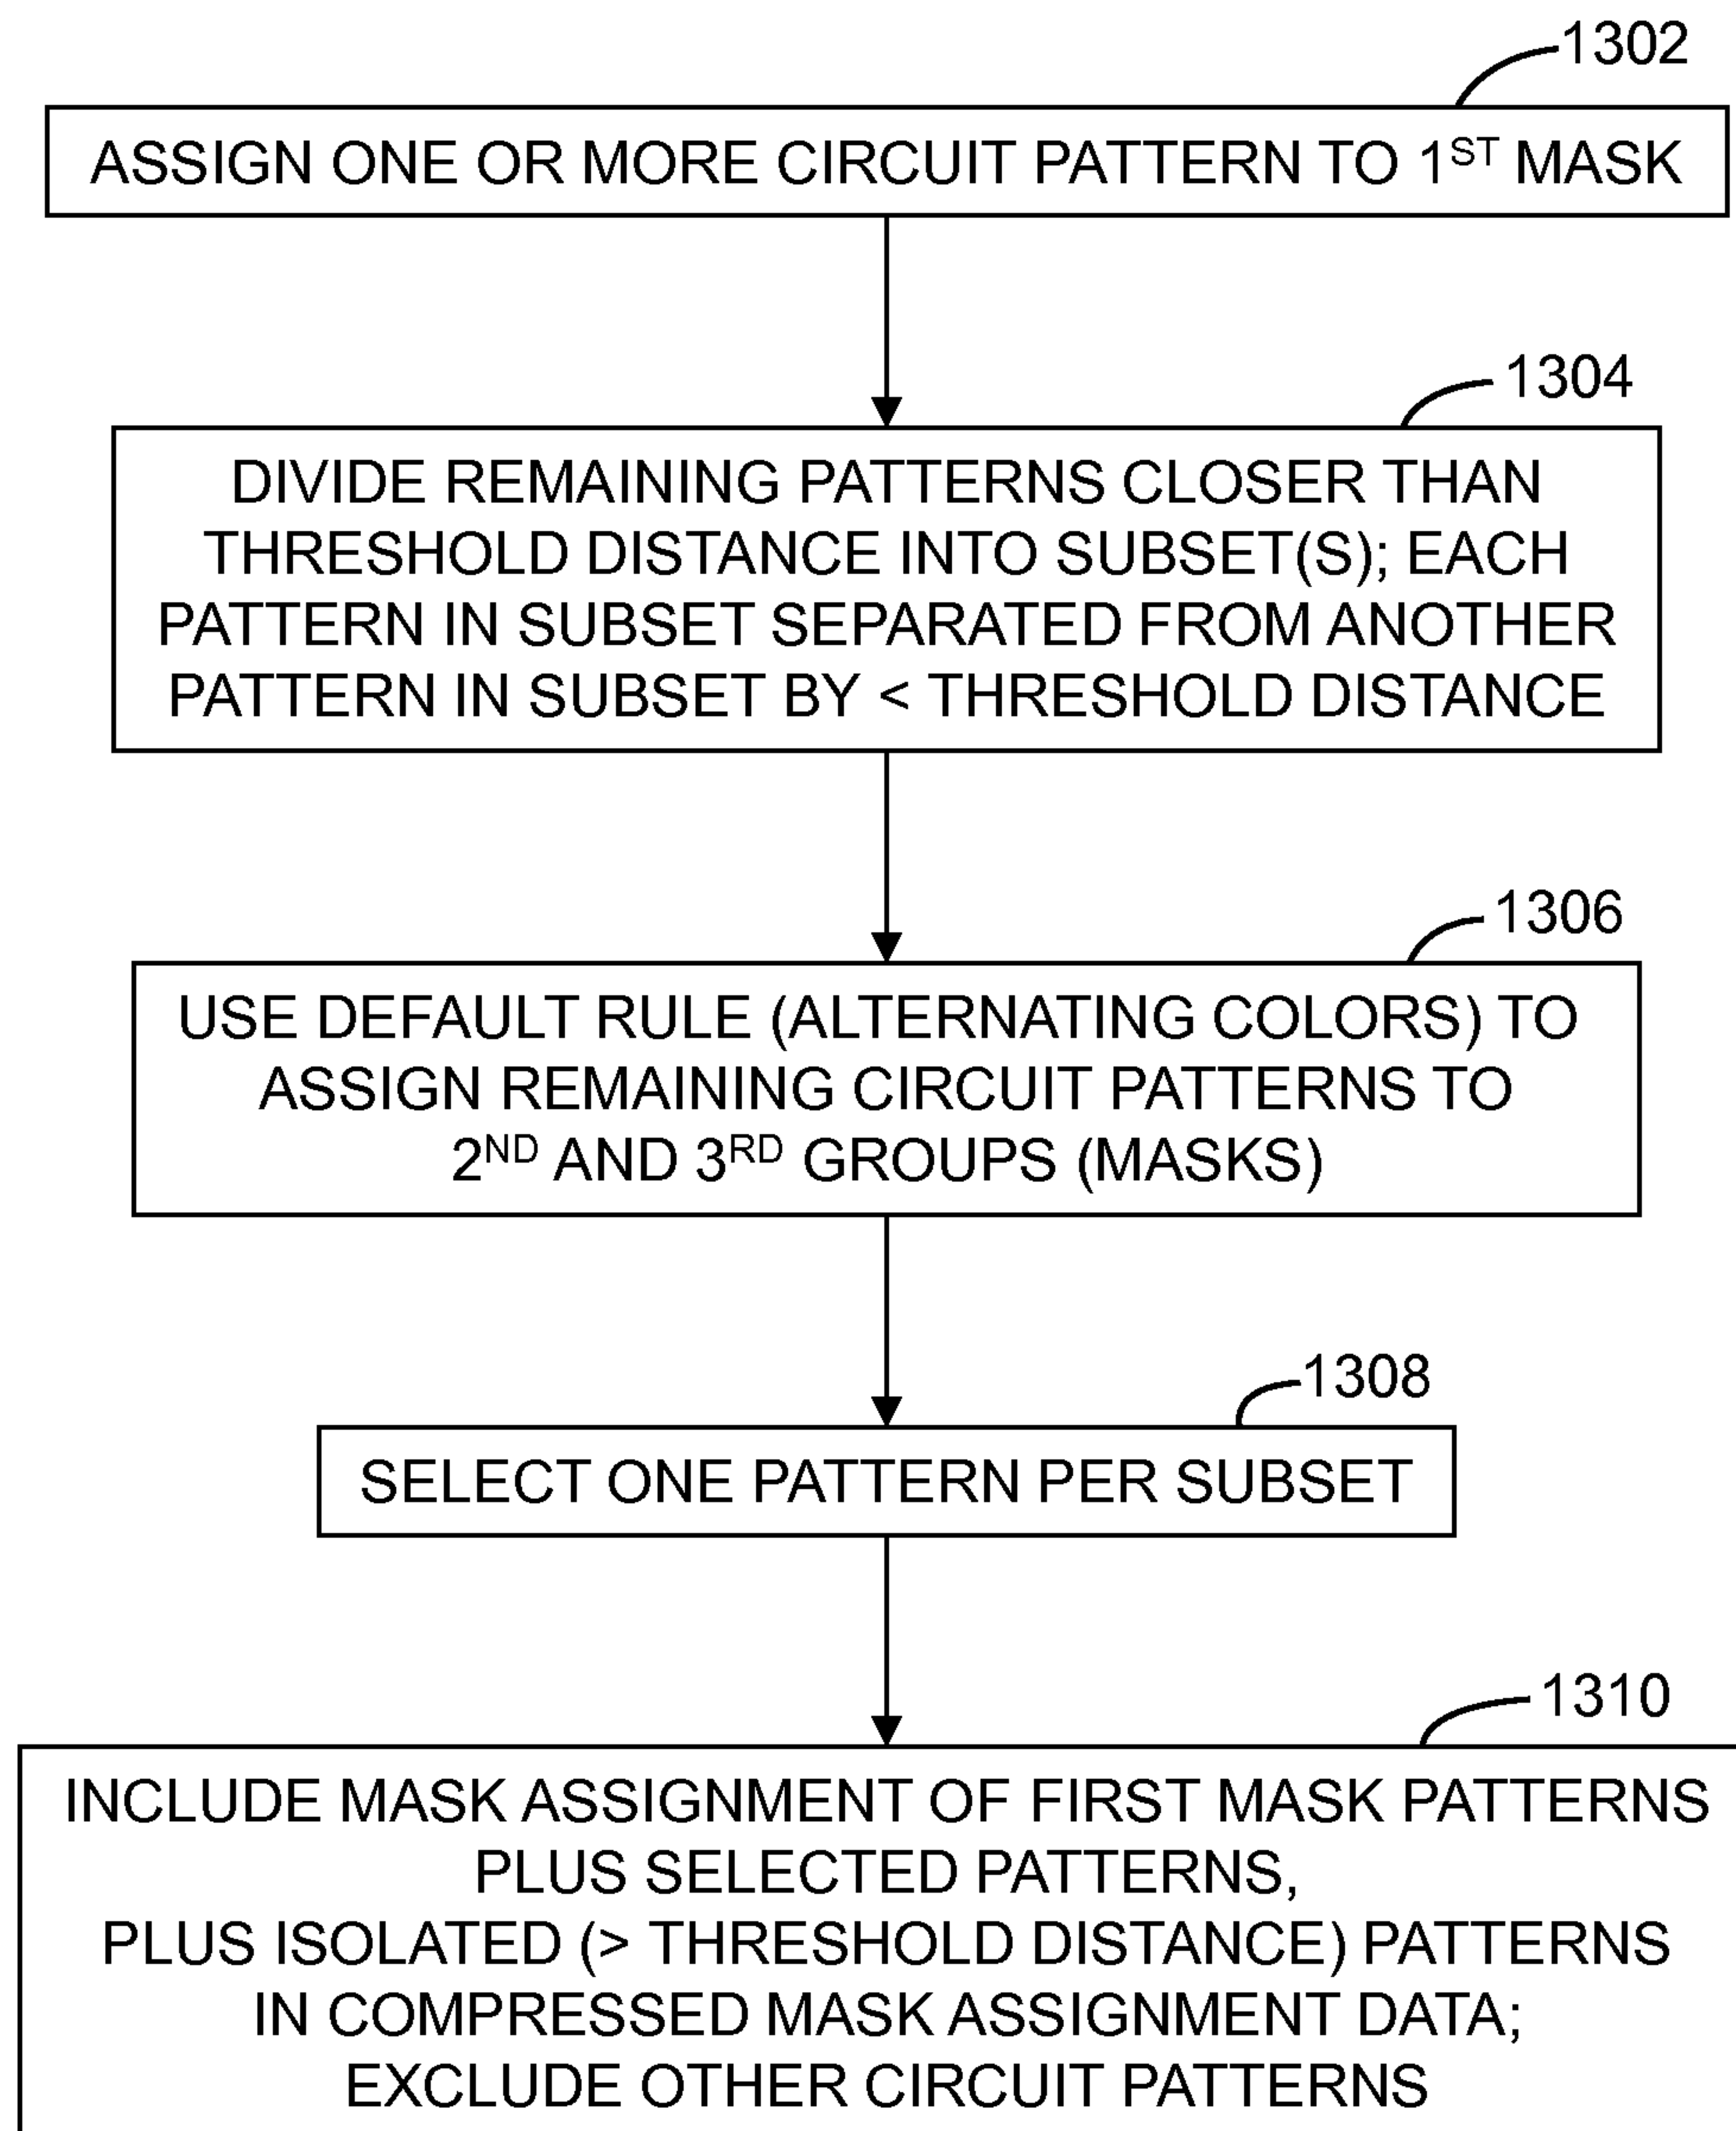 1302
ASSIGN ONE OR MORE CIRCUIT PATTERN TO 1ST MASK
1304
DIVIDE REMAINING PATTERNS CLOSER THAN
THRESHOLD DISTANCE INTO SUBSET(S); EACH
PATTERN IN SUBSET SEPARATED FROM ANOTHER
PATTERN IN SUBSET BY < THRESHOLD DISTANCE
1306
USE DEFAULT RULE (ALTERNATING COLORS) TO
ASSIGN REMAINING CIRCUIT PATTERNS TO
2ND AND 3RD GROUPS (MASKS)
1308
SELECT ONE PATTERN PER SUBSET
1310
INCLUDE MASK ASSIGNMENT OF FIRST MASK PATTERNS
PLUS SELECTED PATTERNS,
PLUS ISOLATED (> THRESHOLD DISTANCE) PATTERNS
IN COMPRESSED MASK ASSIGNMENT DATA;
EXCLUDE OTHER CIRCUIT PATTERNS